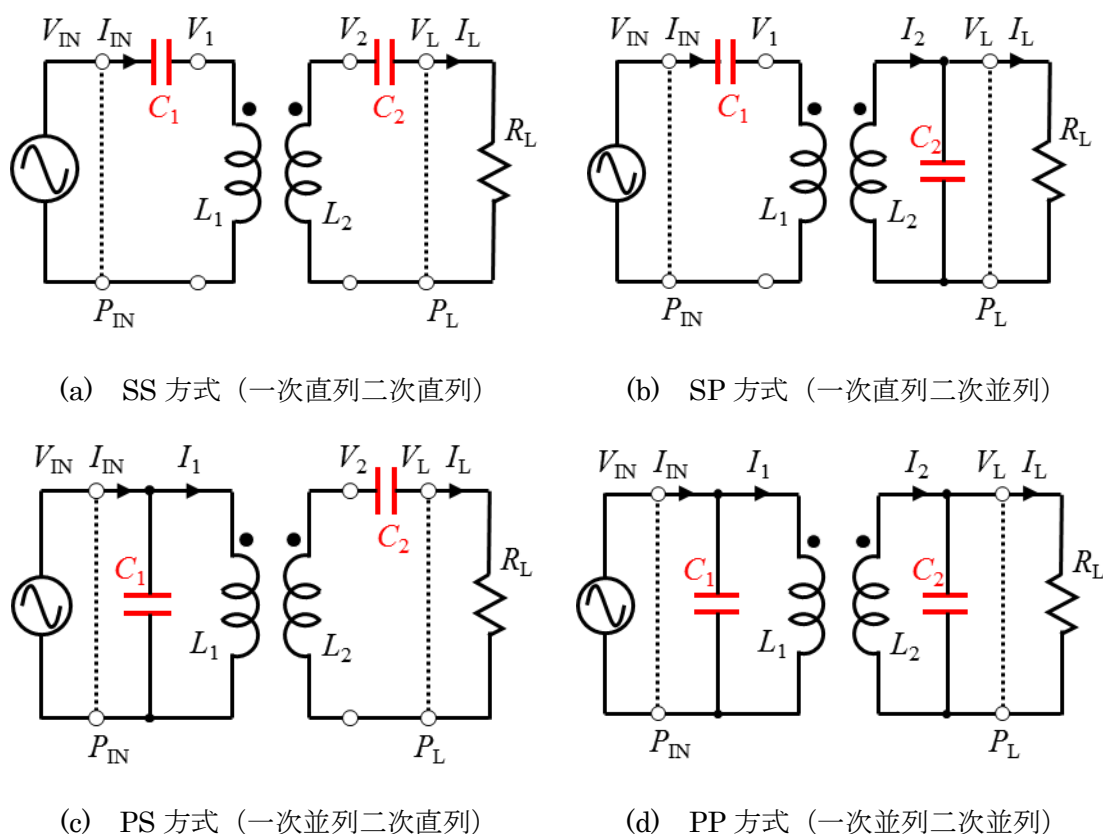 V_IN I_IN V_1 V_2 V_L I_L
C_1 C_2 R_L
L_1 L_2
P_IN P_L
(a) SS 方式（一次直列二次直列）
V_IN I_IN V_1 I_2 V_L I_L
C_1 C_2 R_L
L_1 L_2
P_IN P_L
(b) SP 方式（一次直列二次並列）
V_IN I_IN I_1 V_2 V_L I_L
C_1 C_2 R_L
L_1 L_2
P_IN P_L
(c) PS 方式（一次並列二次直列）
V_IN I_IN I_1 I_2 V_L I_L
C_1 C_2 R_L
L_1 L_2
P_IN P_L
(d) PP 方式（一次並列二次並列）